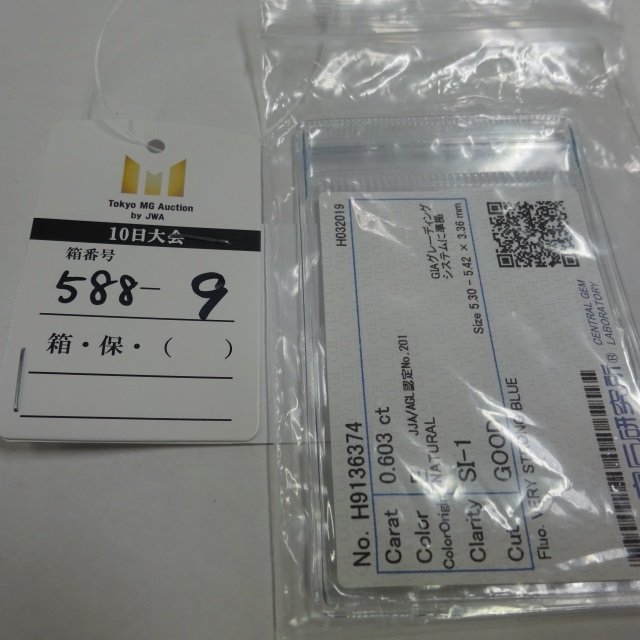 Tokyo MG Auction
by JWA
10日大会
箱番号
588-9
箱・保・( )
No. H9136374
Carat 0.603 ct
Color
ColorOrigin NATURAL
Clarity SI-1
Cut GOOD
Fluo. VERY STRONG BLUE
IJA/AGL認定No.201
H032019
GIAグレーディング
システムに準拠
Size 5.30 - 5.42 × 3.36 mm
CENTRAL GEM
LABORATORY